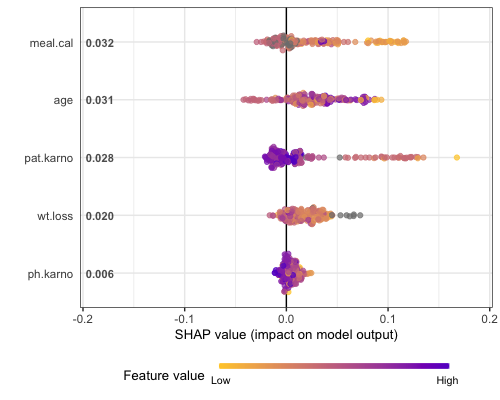 meal.cal 0.032
age 0.031
pat.karno 0.028
wt.loss 0.020
ph.karno 0.006
-0.2 -0.1 0.0 0.1 0.2
SHAP value (impact on model output)
Feature value
Low High